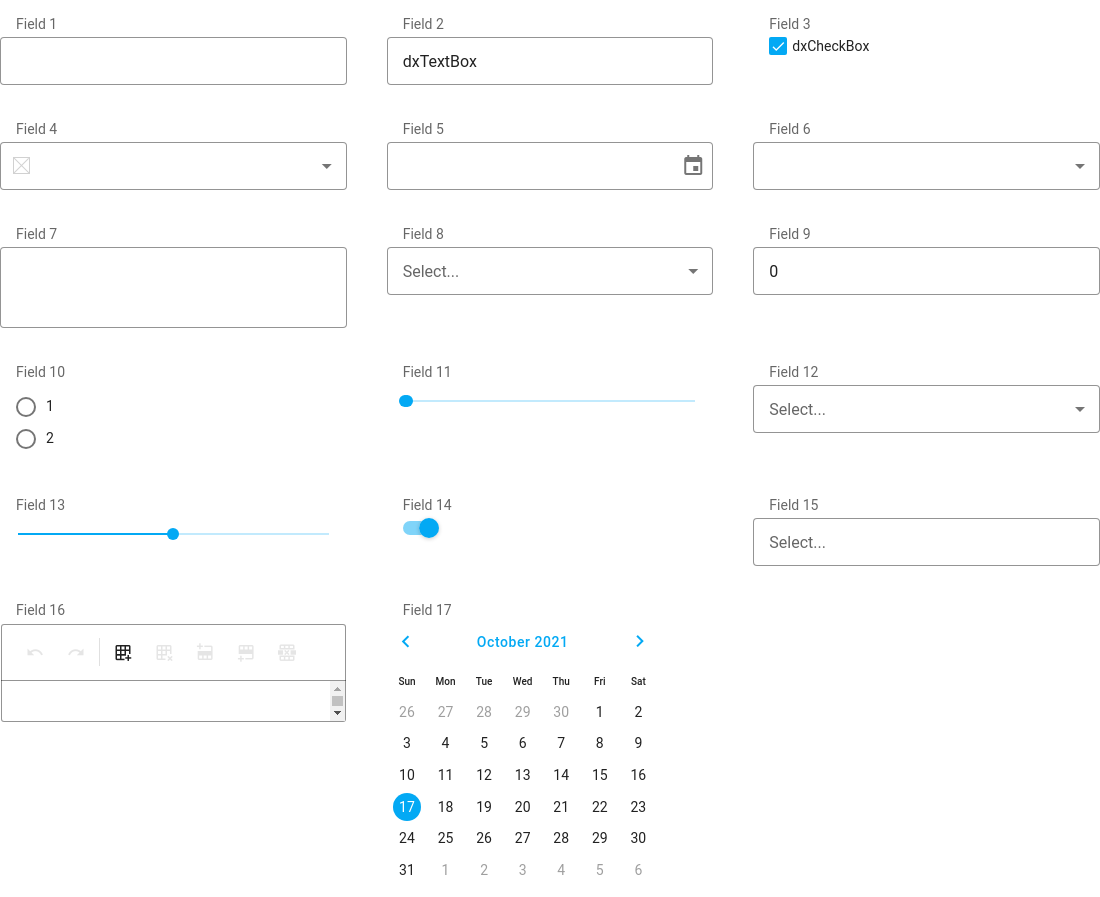 Field 1
Field 2
dxTextBox
Field 3
dxCheckBox
Field 4
Field 5
Field 6
Field 7
Field 8
Select...
Field 9
0
Field 10
1
2
Field 11
Field 12
Select...
Field 13
Field 14
Field 15
Select...
Field 16
Field 17
October 2021
Sun Mon Tue Wed Thu Fri Sat
26 27 28 29 30 1 2
3 4 5 6 7 8 9
10 11 12 13 14 15 16
17 18 19 20 21 22 23
24 25 26 27 28 29 30
31 1 2 3 4 5 6